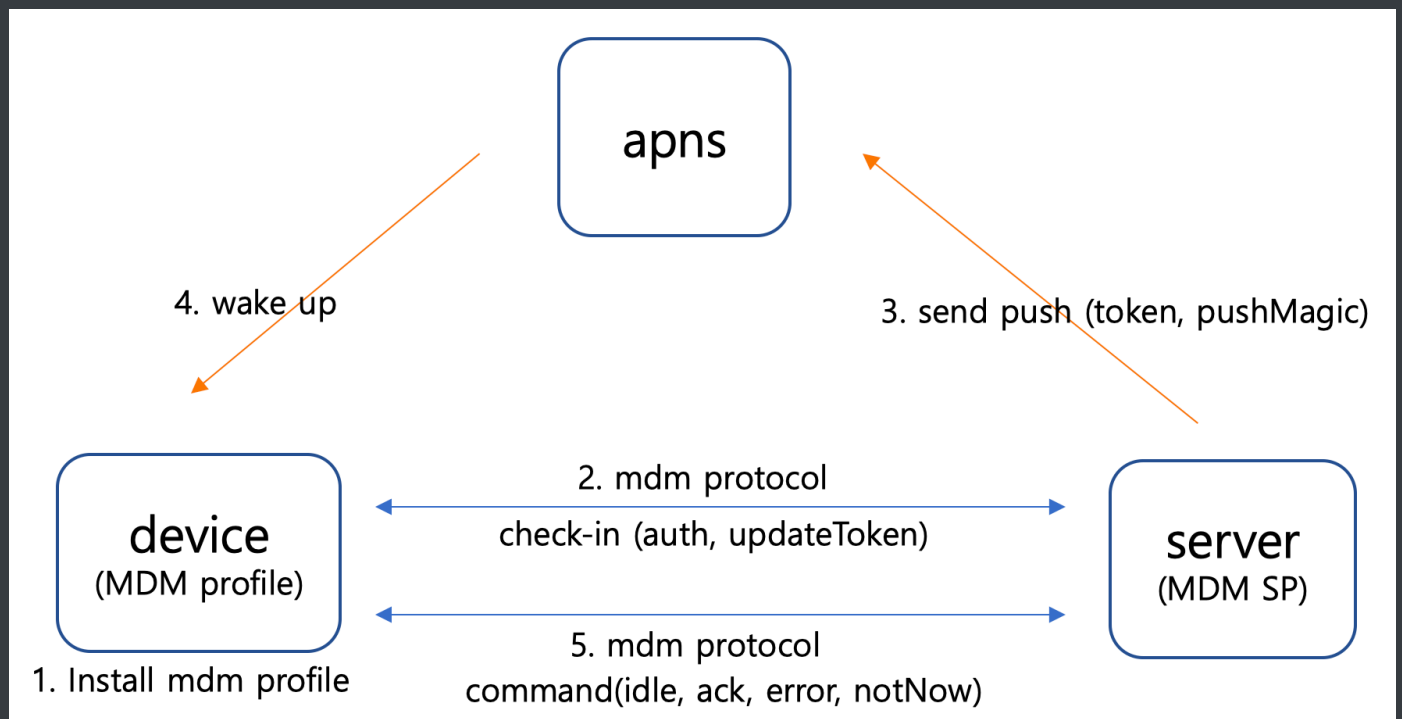 apns
4. wake up
3. send push (token, pushMagic)
2. mdm protocol
check-in (auth, updateToken)
device
(MDM profile)
server
(MDM SP)
5. mdm protocol
command(idle, ack, error, notNow)
1. Install mdm profile